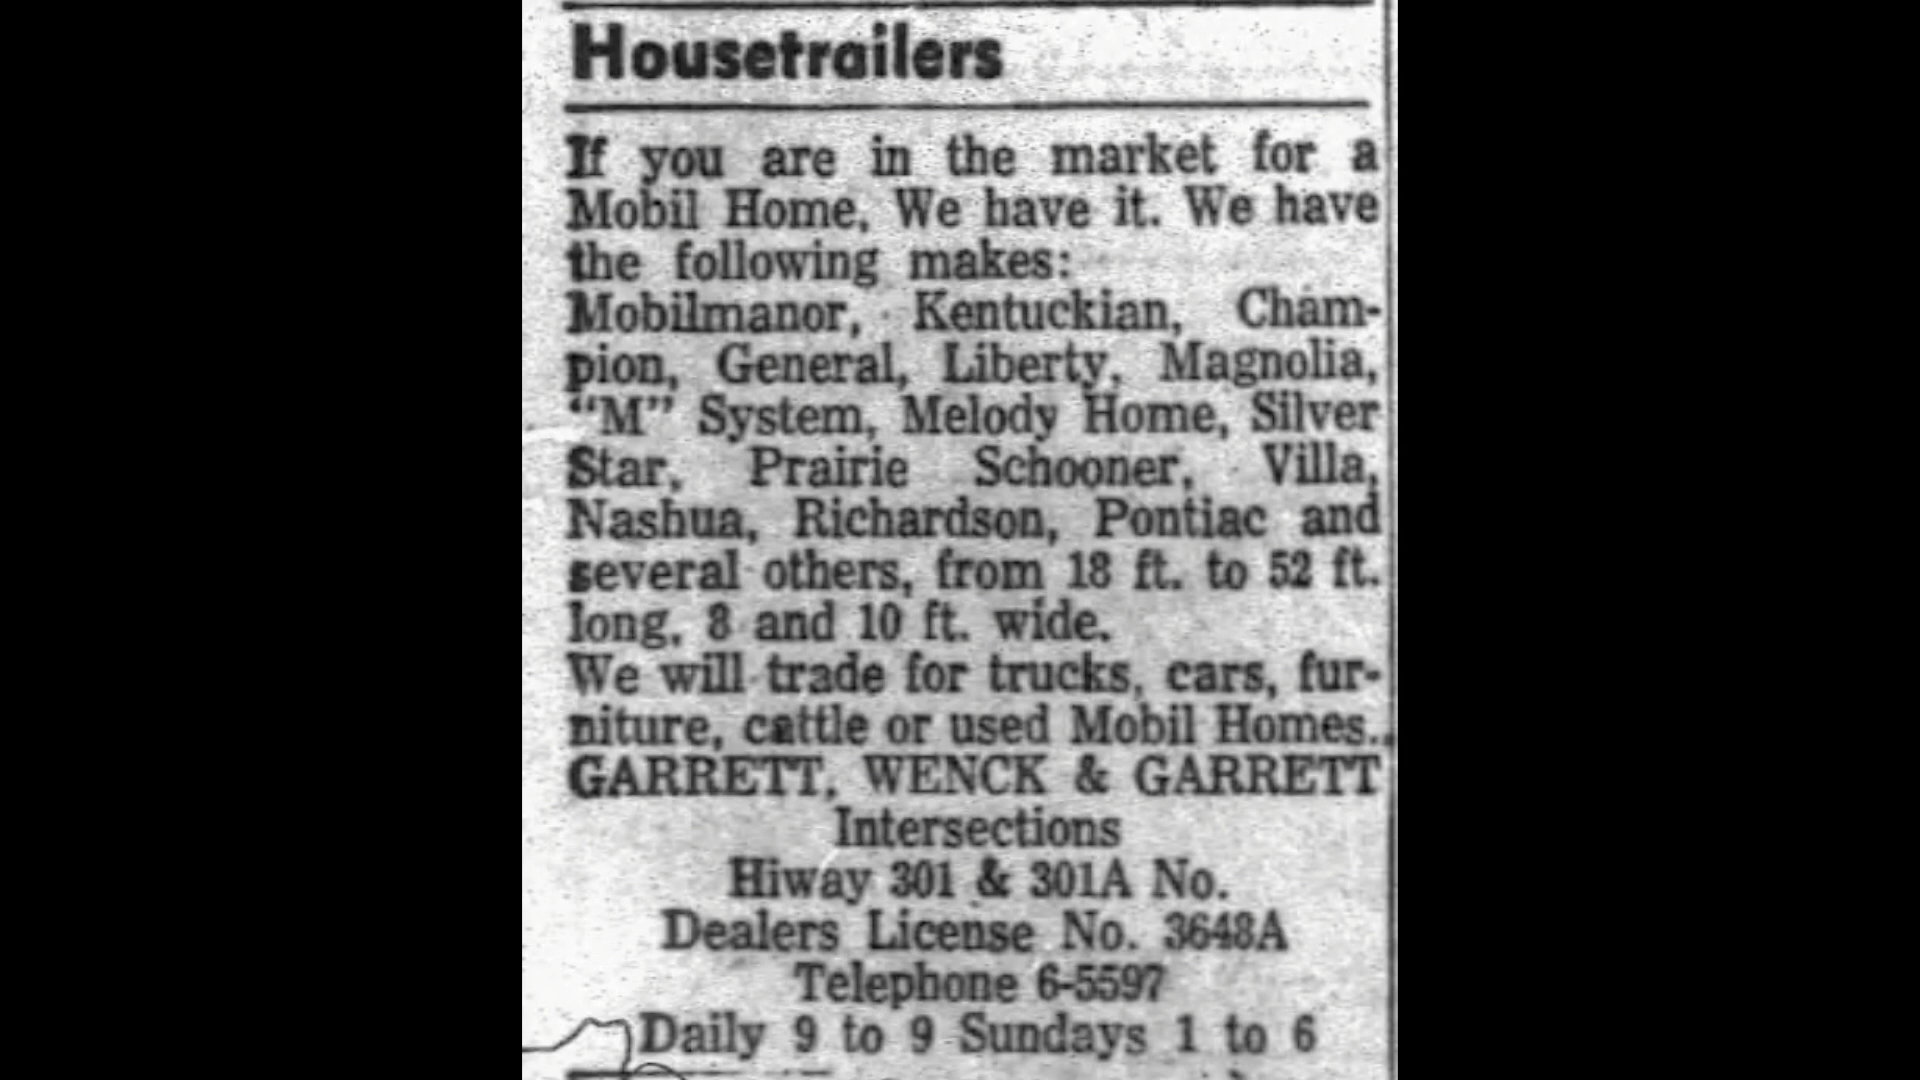 Housetrailers
If you are in the market for a
Mobil Home, We have it. We have
the following makes:
Mobilmanor, Kentuckian, Cham-
pion, General, Liberty, Magnolia,
“M” System, Melody Home, Silver
Star, Prairie Schooner, Villa,
Nashua, Richardson, Pontiac and
several others, from 18 ft. to 52 ft.
long, 8 and 10 ft. wide.
We will trade for trucks, cars, fur-
niture, cattle or used Mobil Homes..
GARRETT, WENCK & GARRETT
Intersections
Hiway 301 & 301A No.
Dealers License No. 3648A
Telephone 6-5597
Daily 9 to 9 Sundays 1 to 6